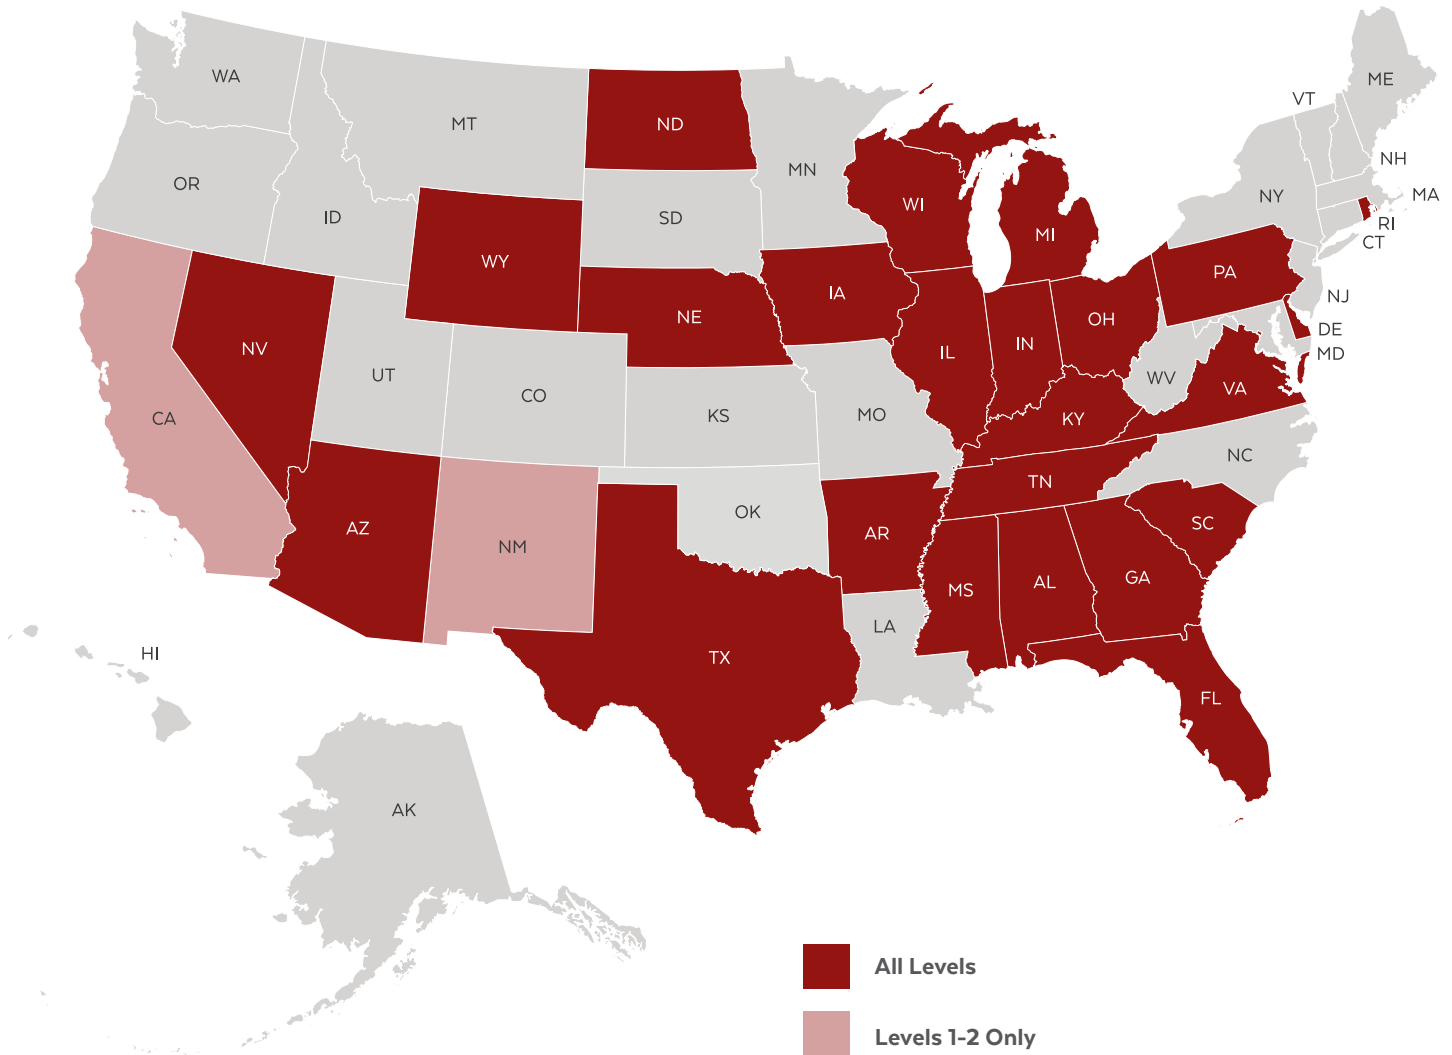 WA
MT
ND
MN
VT
ME
OR
ID
SD
WI
MI
NY
NH
MA
RI
CT
WY
IA
PA
NJ
NV
NE
IL
IN
OH
DE
MD
UT
CO
KS
MO
KY
WV
VA
CA
AZ
NM
OK
AR
TN
NC
SC
MS
AL
GA
LA
TX
FL
HI
AK
All Levels
Levels 1-2 Only